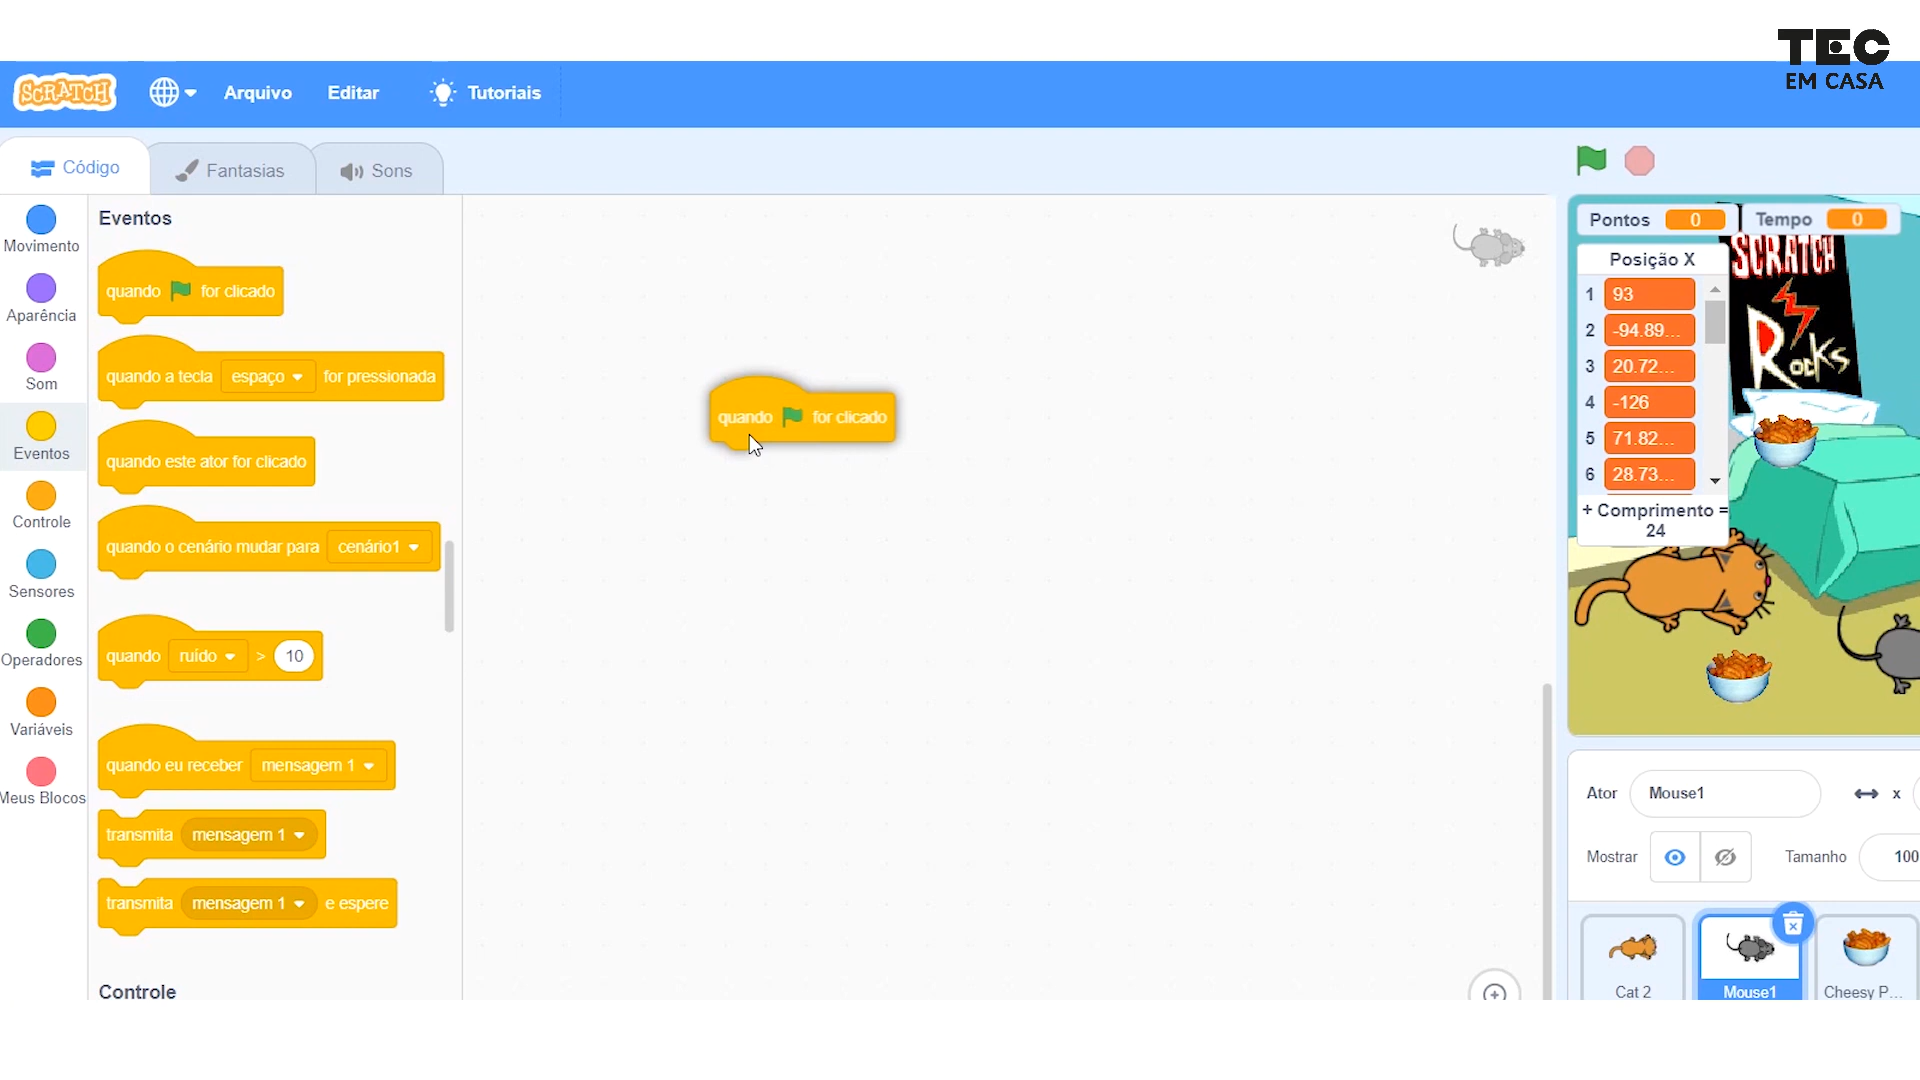 TEC
EM CASA
SCRATCH
Arquivo
Editar
Tutoriais
Código
Fantasias
Sons
Movimento
Aparência
Som
Eventos
Controle
Sensores
Operadores
Variáveis
Meus Blocos
Eventos
quando for clicado
quando a tecla espaço for pressionada
quando este ator for clicado
quando o cenário mudar para cenário1
quando ruído > 10
quando eu receber mensagem 1
transmita mensagem 1
transmita mensagem 1 e espere
Controle
quando for clicado
Pontos 0
Tempo 0
Posição X
1 93
2 -94.89...
3 20.72...
4 -126
5 71.82...
6 28.73...
+ Comprimento =
24
SCRATCH
Rocks
Ator Mouse1 x
Mostrar
Tamanho 100
Cat 2
Mouse1
Cheesy P...